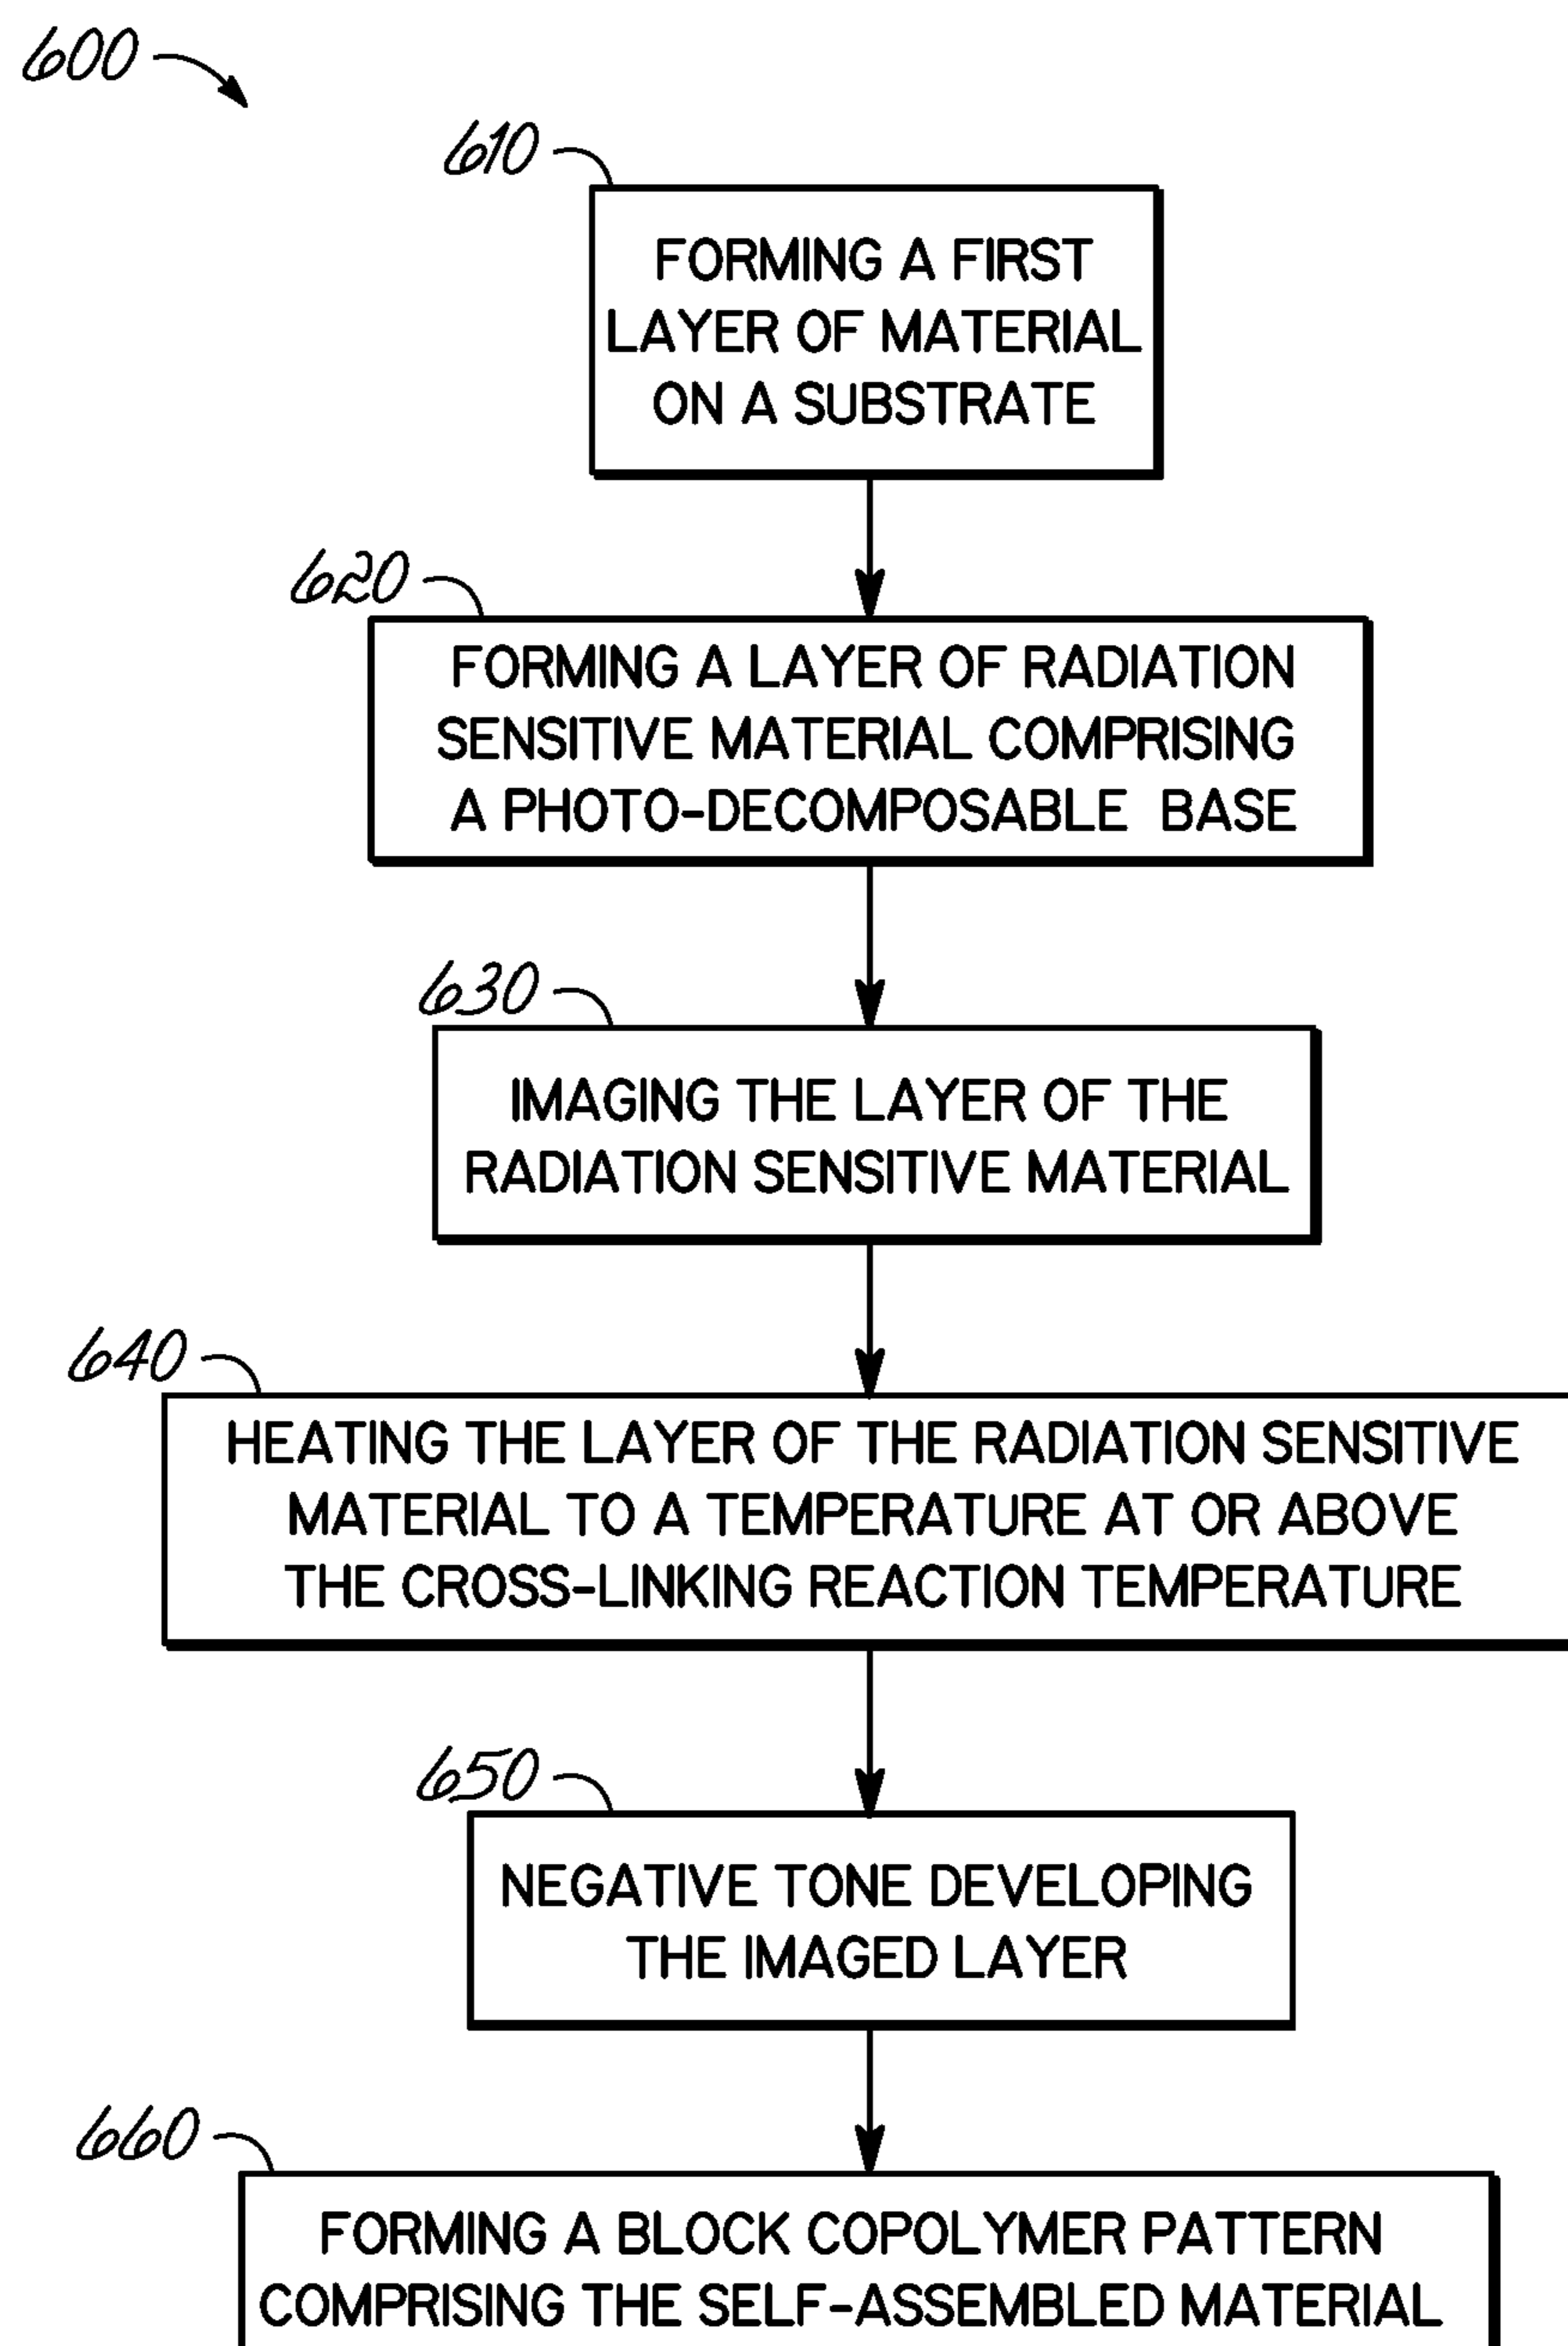 600
610
FORMING A FIRST
LAYER OF MATERIAL
ON A SUBSTRATE
620
FORMING A LAYER OF RADIATION
SENSITIVE MATERIAL COMPRISING
A PHOTO-DECOMPOSABLE BASE
630
IMAGING THE LAYER OF THE
RADIATION SENSITIVE MATERIAL
640
HEATING THE LAYER OF THE RADIATION SENSITIVE
MATERIAL TO A TEMPERATURE AT OR ABOVE
THE CROSS-LINKING REACTION TEMPERATURE
650
NEGATIVE TONE DEVELOPING
THE IMAGED LAYER
660
FORMING A BLOCK COPOLYMER PATTERN
COMPRISING THE SELF-ASSEMBLED MATERIAL